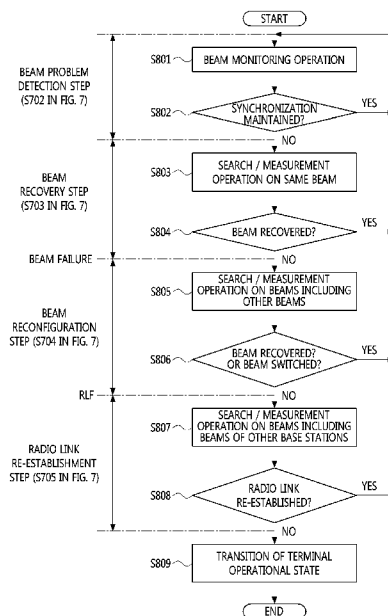 START
S801
BEAM MONITORING OPERATION
BEAM PROBLEM
DETECTION STEP
(S702 IN FIG. 7)
S802
SYNCHRONIZATION
MAINTAINED?
YES
NO
S803
SEARCH / MEASUREMENT
OPERATION ON SAME BEAM
BEAM
RECOVERY STEP
(S703 IN FIG. 7)
S804
BEAM RECOVERED?
YES
BEAM FAILURE
NO
S805
SEARCH / MEASUREMENT
OPERATION ON BEAMS INCLUDING
OTHER BEAMS
BEAM
RECONFIGURATION
STEP (S704 IN FIG. 7)
S806
BEAM RECOVERED?
OR BEAM SWITCHED?
YES
RLF
NO
S807
SEARCH / MEASUREMENT
OPERATION ON BEAMS INCLUDING
BEAMS OF OTHER BASE STATIONS
RADIO LINK
RE-ESTABLISHMENT
STEP (S705 IN FIG. 7)
S808
RADIO LINK
RE-ESTABLISHED?
YES
NO
S809
TRANSITION OF TERMINAL
OPERATIONAL STATE
END